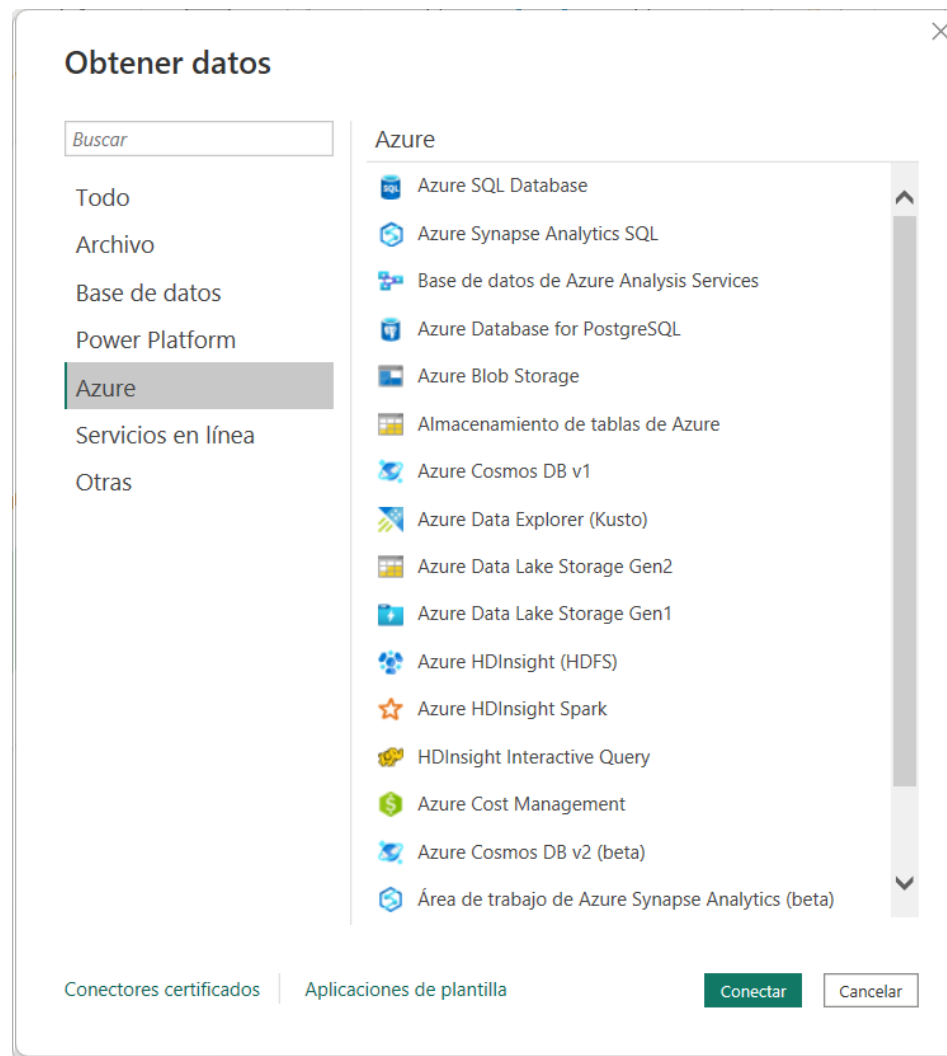 Obtener datos
Buscar
Todo
Archivo
Base de datos
Power Platform
Azure
Servicios en línea
Otras
Azure
Azure SQL Database
Azure Synapse Analytics SQL
Base de datos de Azure Analysis Services
Azure Database for PostgreSQL
Azure Blob Storage
Almacenamiento de tablas de Azure
Azure Cosmos DB v1
Azure Data Explorer (Kusto)
Azure Data Lake Storage Gen2
Azure Data Lake Storage Gen1
Azure HDInsight (HDFS)
Azure HDInsight Spark
HDInsight Interactive Query
Azure Cost Management
Azure Cosmos DB v2 (beta)
Área de trabajo de Azure Synapse Analytics (beta)
Conectores certificados
Aplicaciones de plantilla
Conectar
Cancelar